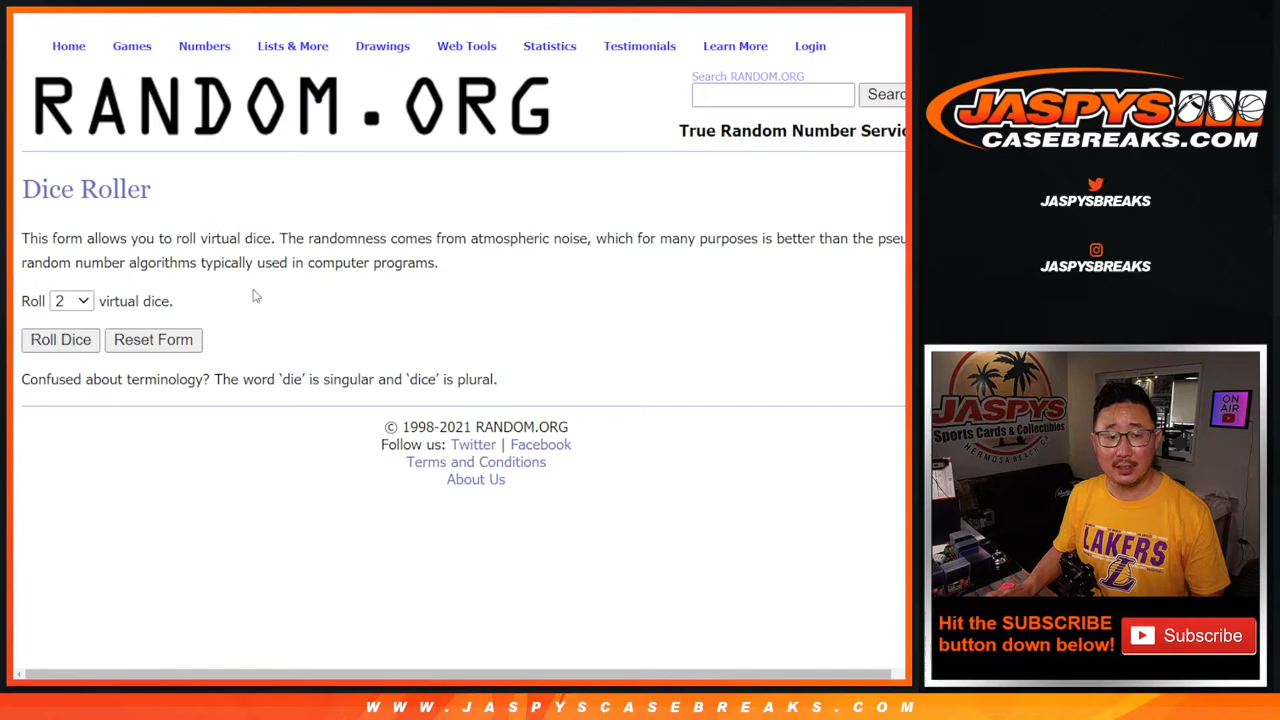 Home Games Numbers Lists & More Drawings Web Tools Statistics Testimonials Learn More Login
RANDOM.ORG
Search RANDOM.ORG
Searc
True Random Number Servic
Dice Roller
This form allows you to roll virtual dice. The randomness comes from atmospheric noise, which for many purposes is better than the pseu
random number algorithms typically used in computer programs.
Roll 2 virtual dice.
Roll Dice Reset Form
Confused about terminology? The word ‘die’ is singular and ‘dice’ is plural.
© 1998-2021 RANDOM.ORG
Follow us: Twitter | Facebook
Terms and Conditions
About Us
JASPYS
CASEBREAKS.COM
JASPYSBREAKS
JASPYSBREAKS
JASPYS
Sports Cards & Collectibles
HERMOSA BEACH CA
ON
AIR
LAKERS
L
Hit the SUBSCRIBE
button down below!
Subscribe
WWW.JASPYSCASEBREAKS.COM